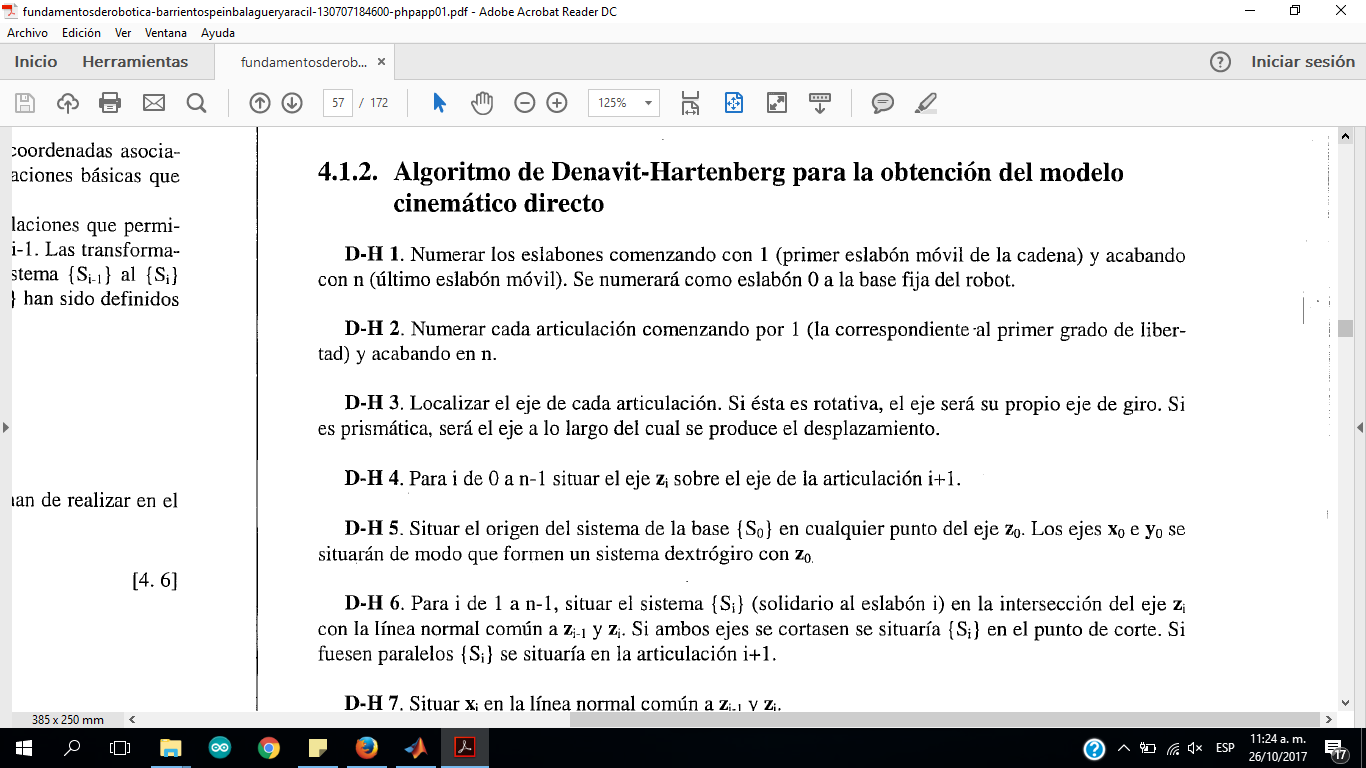 fundamentosderobotica-barrientospeinbalagueryaracil-130707184600-phpapp01.pdf - Adobe Acrobat Reader DC
Archivo Edición Ver Ventana Ayuda
Inicio Herramientas fundamentosderob... × ? Iniciar sesión
57 / 172 125%
coordenadas asocia-
aciones básicas que
laciones que permi-
i-1. Las transforma-
stema {Si-1} al {Si}
} han sido definidos
han de realizar en el
[4. 6]
4.1.2. Algoritmo de Denavit-Hartenberg para la obtención del modelo
cinemático directo
D-H 1. Numerar los eslabones comenzando con 1 (primer eslabón móvil de la cadena) y acabando
con n (último eslabón móvil). Se numerará como eslabón 0 a la base fija del robot.
D-H 2. Numerar cada articulación comenzando por 1 (la correspondiente al primer grado de liber-
tad) y acabando en n.
D-H 3. Localizar el eje de cada articulación. Si ésta es rotativa, el eje será su propio eje de giro. Si
es prismática, será el eje a lo largo del cual se produce el desplazamiento.
D-H 4. Para i de 0 a n-1 situar el eje zi sobre el eje de la articulación i+1.
D-H 5. Situar el origen del sistema de la base {S0} en cualquier punto del eje z0. Los ejes x0 e y0 se
situarán de modo que formen un sistema dextrógiro con z0.
D-H 6. Para i de 1 a n-1, situar el sistema {Si} (solidario al eslabón i) en la intersección del eje zi
con la línea normal común a zi-1 y zi. Si ambos ejes se cortasen se situaría {Si} en el punto de corte. Si
fuesen paralelos {Si} se situaría en la articulación i+1.
D-H 7. Situar xi en la línea normal común a zi-1 y zi.
385 x 250 mm
ESP
11:24 a. m.
26/10/2017
17